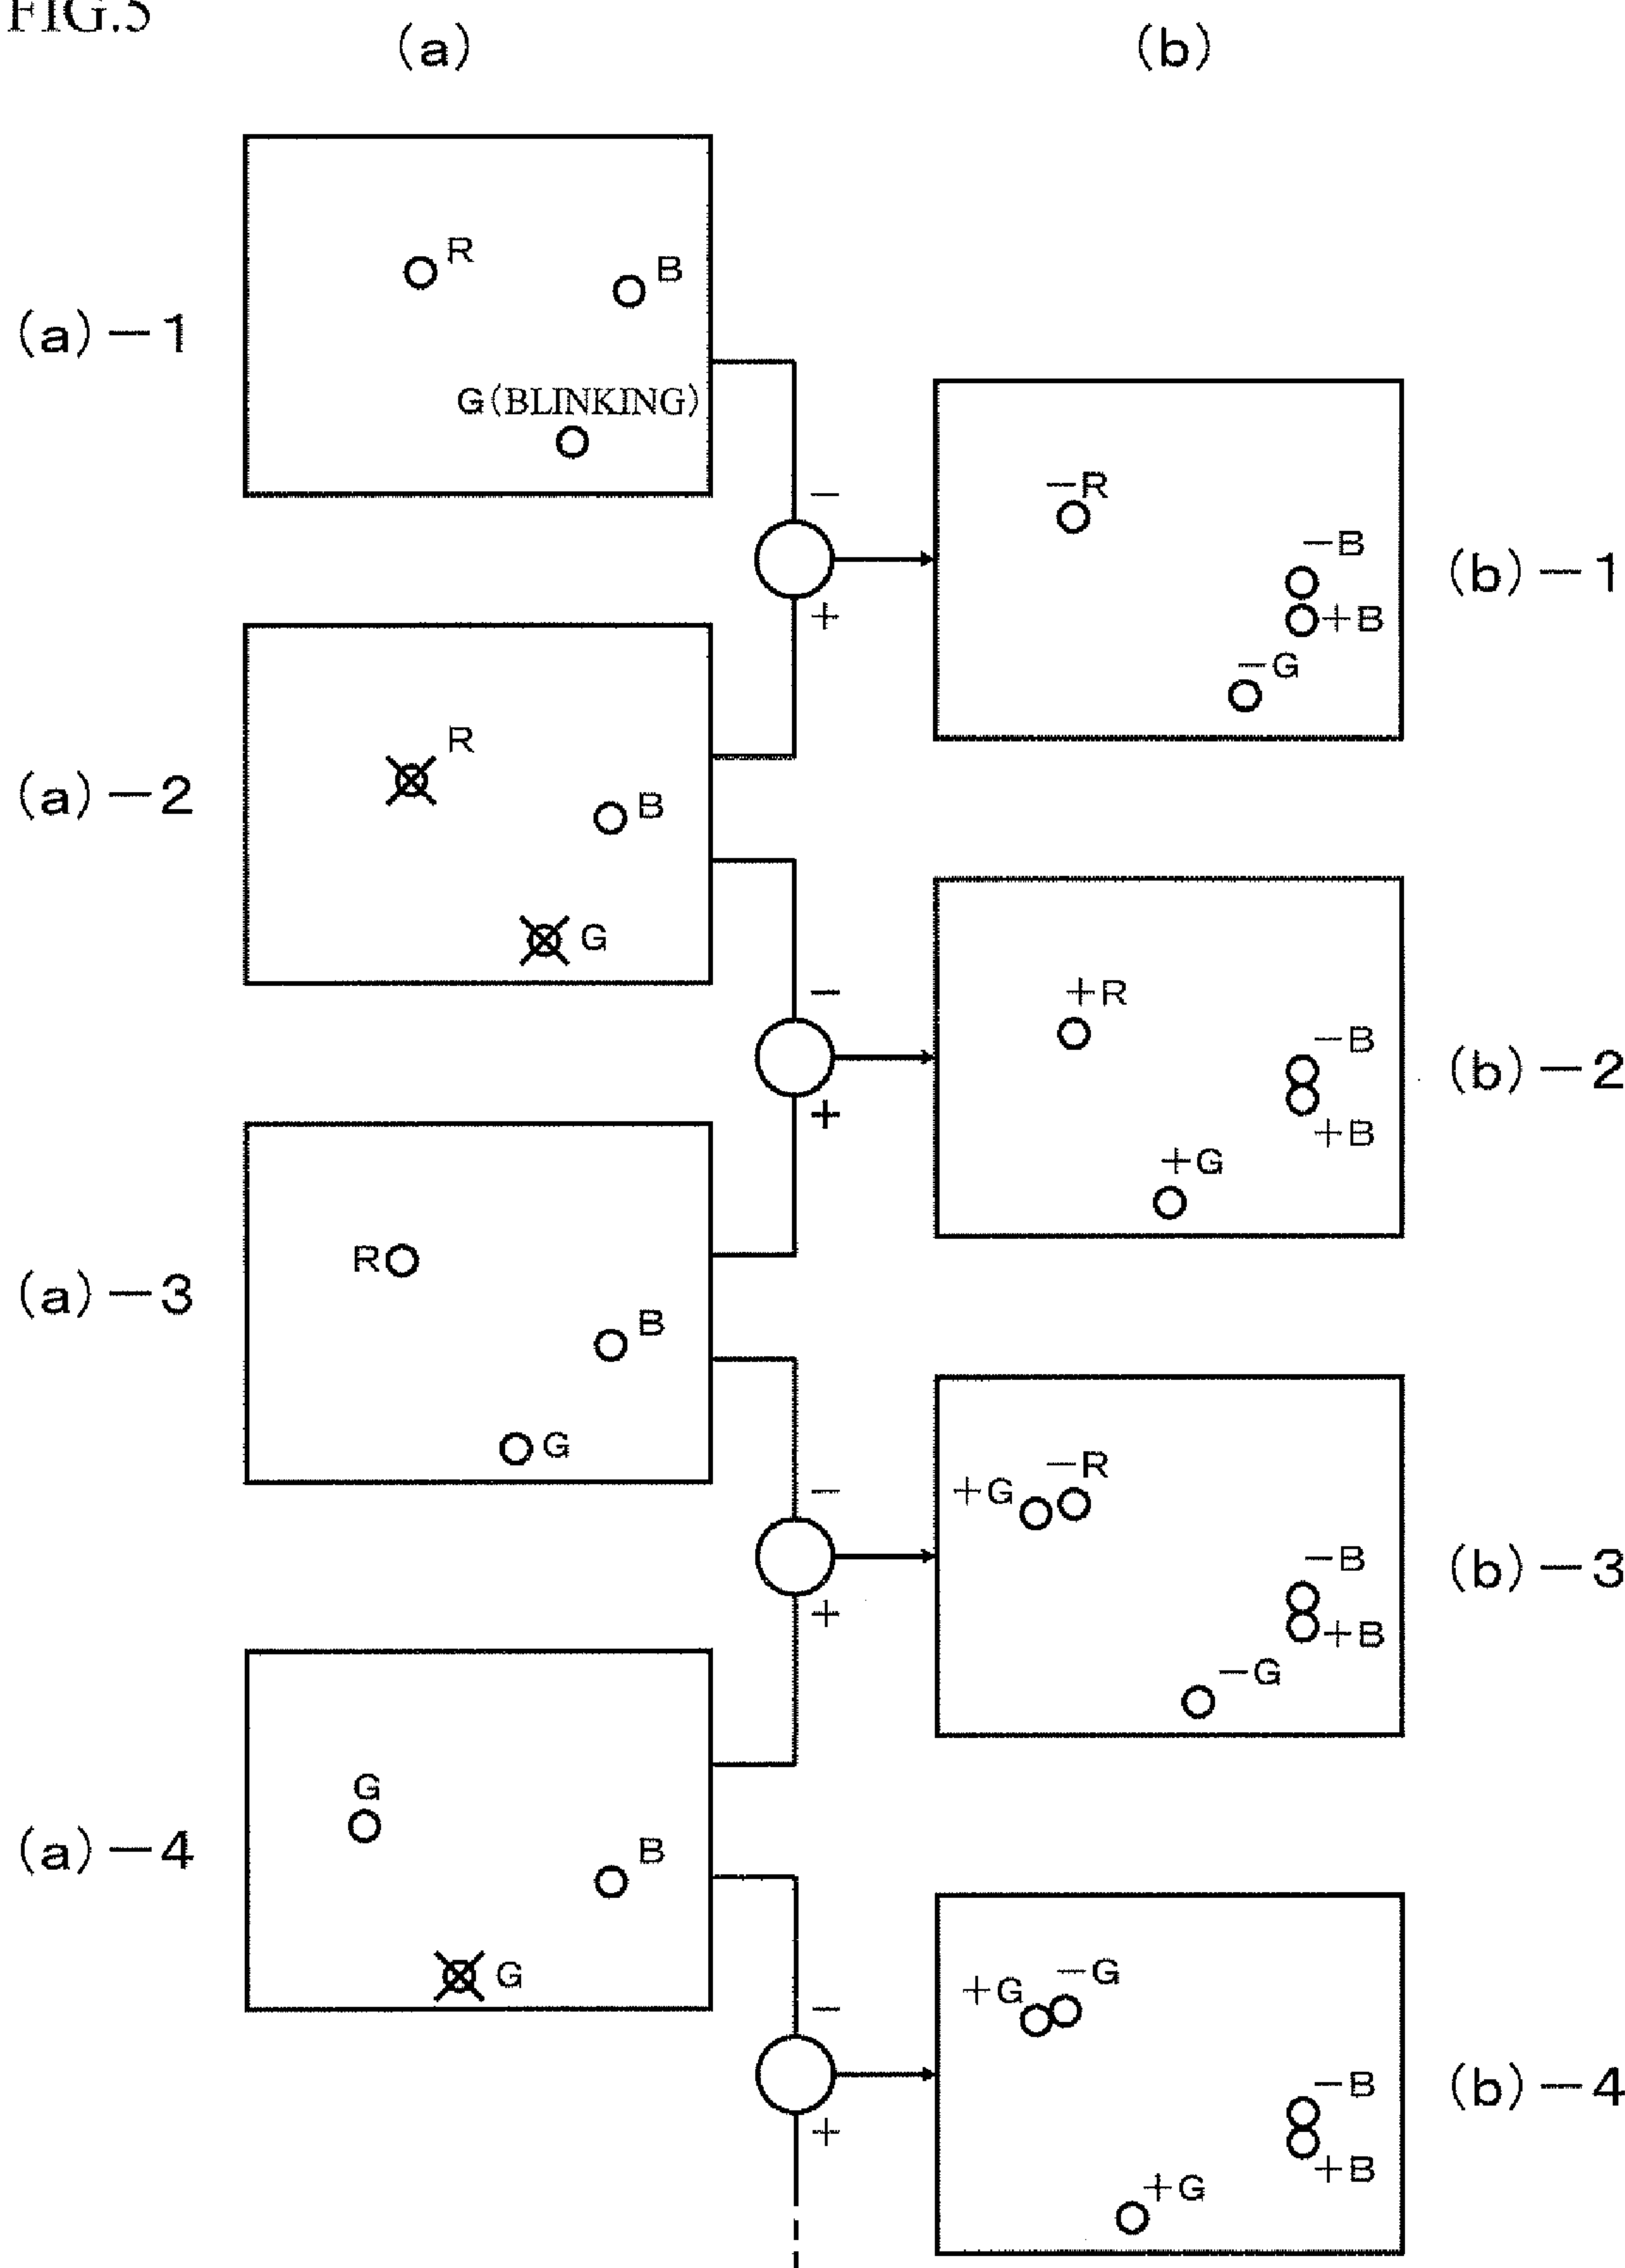 FIG.5
(a)
(b)
R
B
(a)-1
G(BLINKING)
−
+
−R
−B
+B
−G
(b)-1
R
B
(a)-2
G
−
+
+R
−B
+B
+G
(b)-2
R
B
(a)-3
G
−
+
+G
−R
−B
+B
−G
(b)-3
G
B
(a)-4
G
−
+
+G
−G
−B
+B
+G
(b)-4